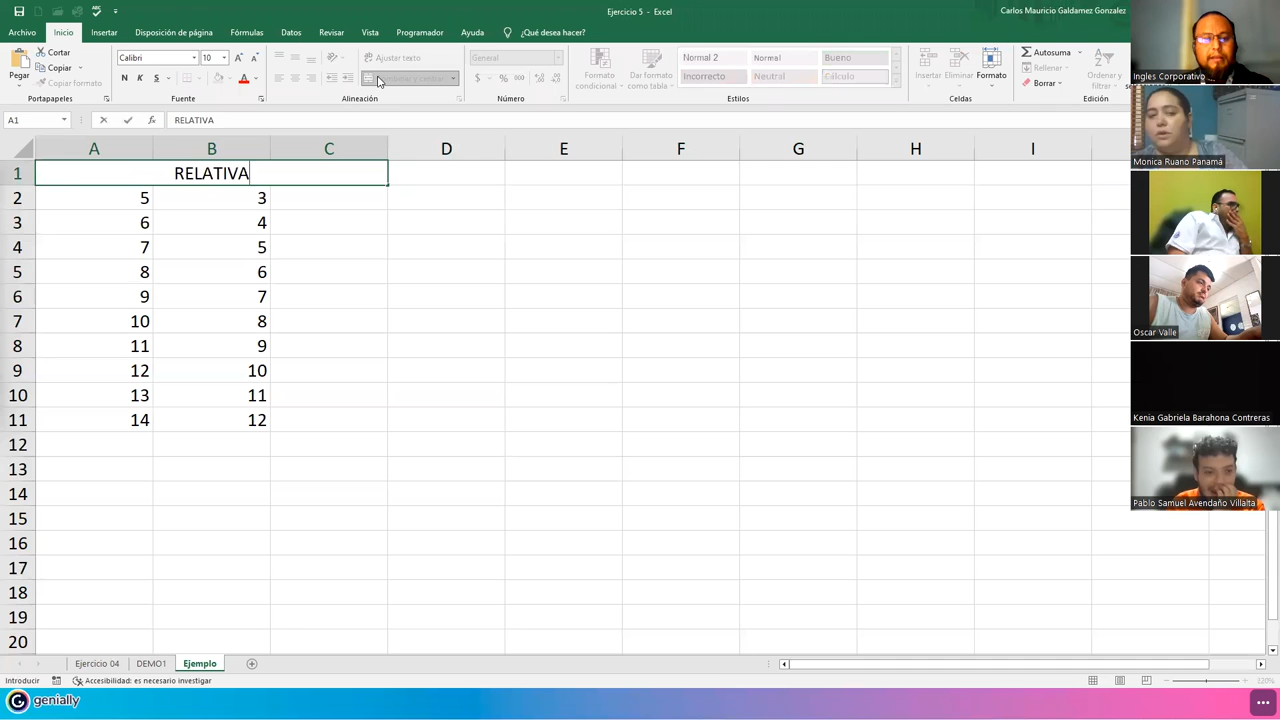 Ejercicio 5 - Excel
Carlos Mauricio Galdamez Gonzalez
Archivo Inicio Insertar Disposición de página Fórmulas Datos Revisar Vista Programador Ayuda ¿Qué desea hacer?
Pegar
Cortar
Copiar
Copiar formato
Portapapeles
Calibri 10
N K S
Fuente
Ajustar texto
Alineación
General
Número
Formato condicional
Dar formato como tabla
Normal 2 Normal Bueno
Incorrecto Neutral Cálculo
Estilos
Insertar Eliminar Formato
Celdas
Autosuma
Rellenar
Borrar
Ordenar y
Edición
A1 RELATIVA
A B C D E F G H I
1 RELATIVA
2 5 3
3 6 4
4 7 5
5 8 6
6 9 7
7 10 8
8 11 9
9 12 10
10 13 11
11 14 12
12
13
14
15
16
17
18
19
20
Ejercicio 04 DEMO1 Ejemplo
Introducir Accesibilidad: es necesario investigar 120%
genially
Ingles Corporativo
Monica Ruano Panamá
Oscar Valle
Kenia Gabriela Barahona Contreras
Pablo Samuel Avendaño Villalta